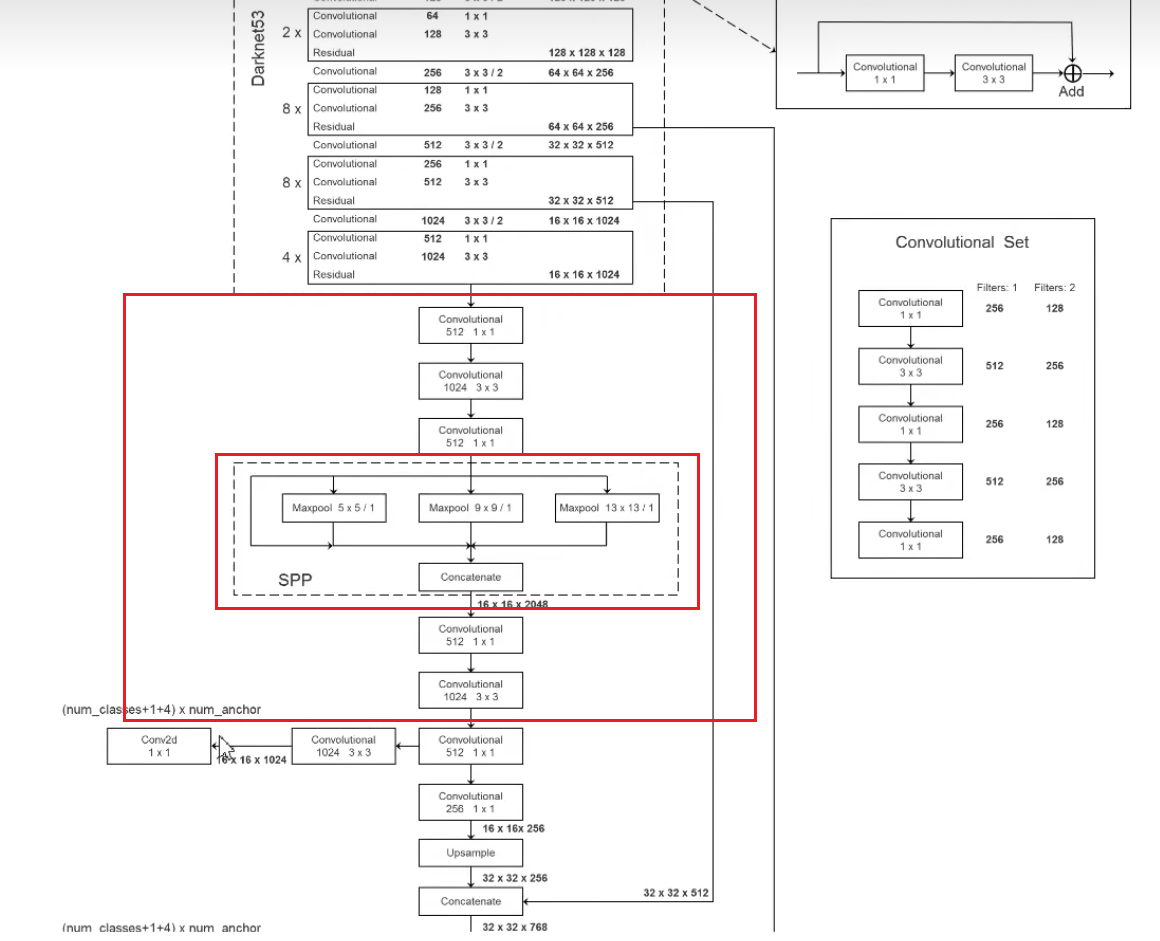 Darknet53
2 x
Convolutional 64 1 x 1
Convolutional 128 3 x 3
Residual 128 x 128 x 128
Convolutional 256 3 x 3 / 2 64 x 64 x 256
8 x
Convolutional 128 1 x 1
Convolutional 256 3 x 3
Residual 64 x 64 x 256
Convolutional 512 3 x 3 / 2 32 x 32 x 512
8 x
Convolutional 256 1 x 1
Convolutional 512 3 x 3
Residual 32 x 32 x 512
Convolutional 1024 3 x 3 / 2 16 x 16 x 1024
4 x
Convolutional 512 1 x 1
Convolutional 1024 3 x 3
Residual 16 x 16 x 1024
Convolutional
512 1 x 1
Convolutional
1024 3 x 3
Convolutional
512 1 x 1
Maxpool 5 x 5 / 1
Maxpool 9 x 9 / 1
Maxpool 13 x 13 / 1
SPP
Concatenate
16 x 16 x 2048
Convolutional
512 1 x 1
Convolutional
1024 3 x 3
(num_classes+1+4) x num_anchor
Conv2d
1 x 1
16 x 16 x 1024
Convolutional
1024 3 x 3
Convolutional
512 1 x 1
Convolutional
256 1 x 1
16 x 16x 256
Upsample
32 x 32 x 256
Concatenate
32 x 32 x 512
(num_classes+1+4) x num_anchor
32 x 32 x 768
Convolutional
1 x 1
Convolutional
3 x 3
Add
Convolutional Set
Filters: 1 Filters: 2
Convolutional
1 x 1
256 128
Convolutional
3 x 3
512 256
Convolutional
1 x 1
256 128
Convolutional
3 x 3
512 256
Convolutional
1 x 1
256 128